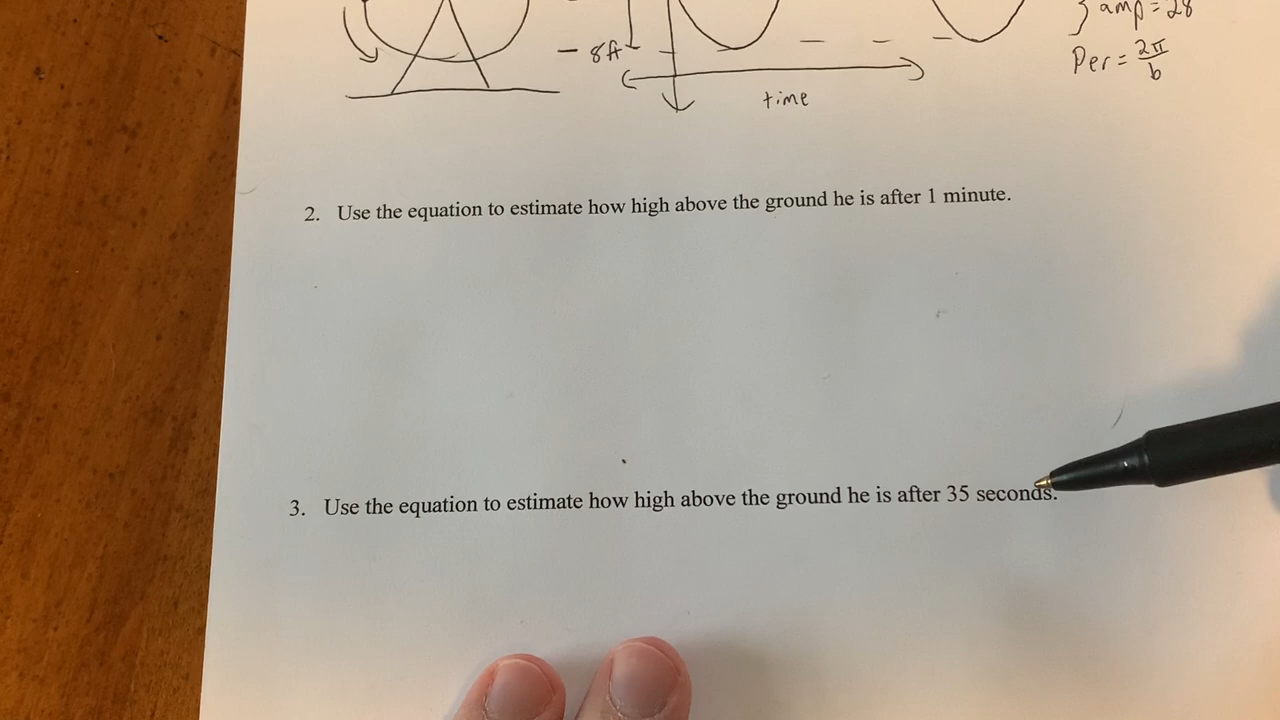 } amp = 28
- 8ft
Per = 2π/b
time
2. Use the equation to estimate how high above the ground he is after 1 minute.
3. Use the equation to estimate how high above the ground he is after 35 seconds.